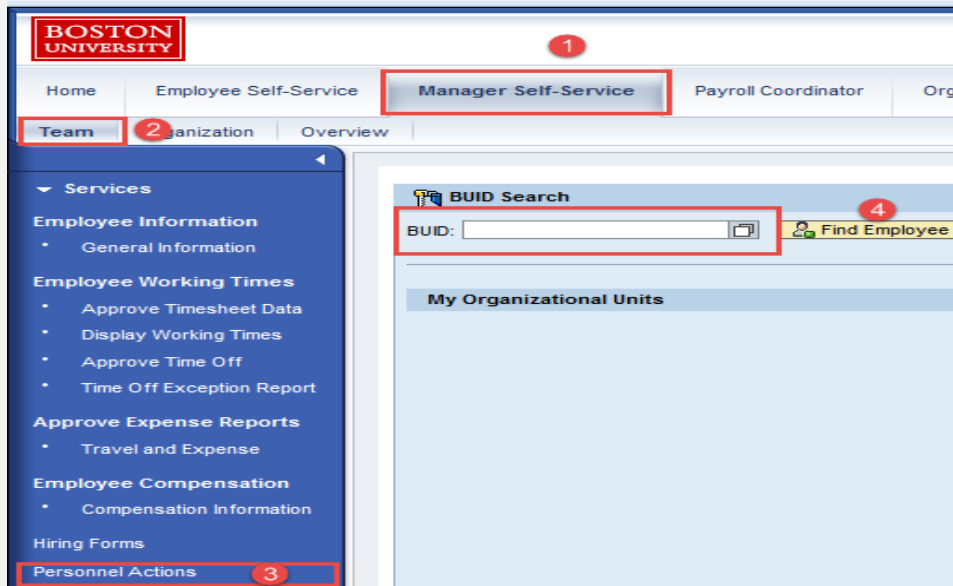 BOSTON
UNIVERSITY
1
Home Employee Self-Service Manager Self-Service Payroll Coordinator Org
Team 2 ganization Overview
Services
Employee Information
General Information
Employee Working Times
Approve Timesheet Data
Display Working Times
Approve Time Off
Time Off Exception Report
Approve Expense Reports
Travel and Expense
Employee Compensation
Compensation Information
Hiring Forms
Personnel Actions 3
BUID Search
4
BUID: Find Employee
My Organizational Units